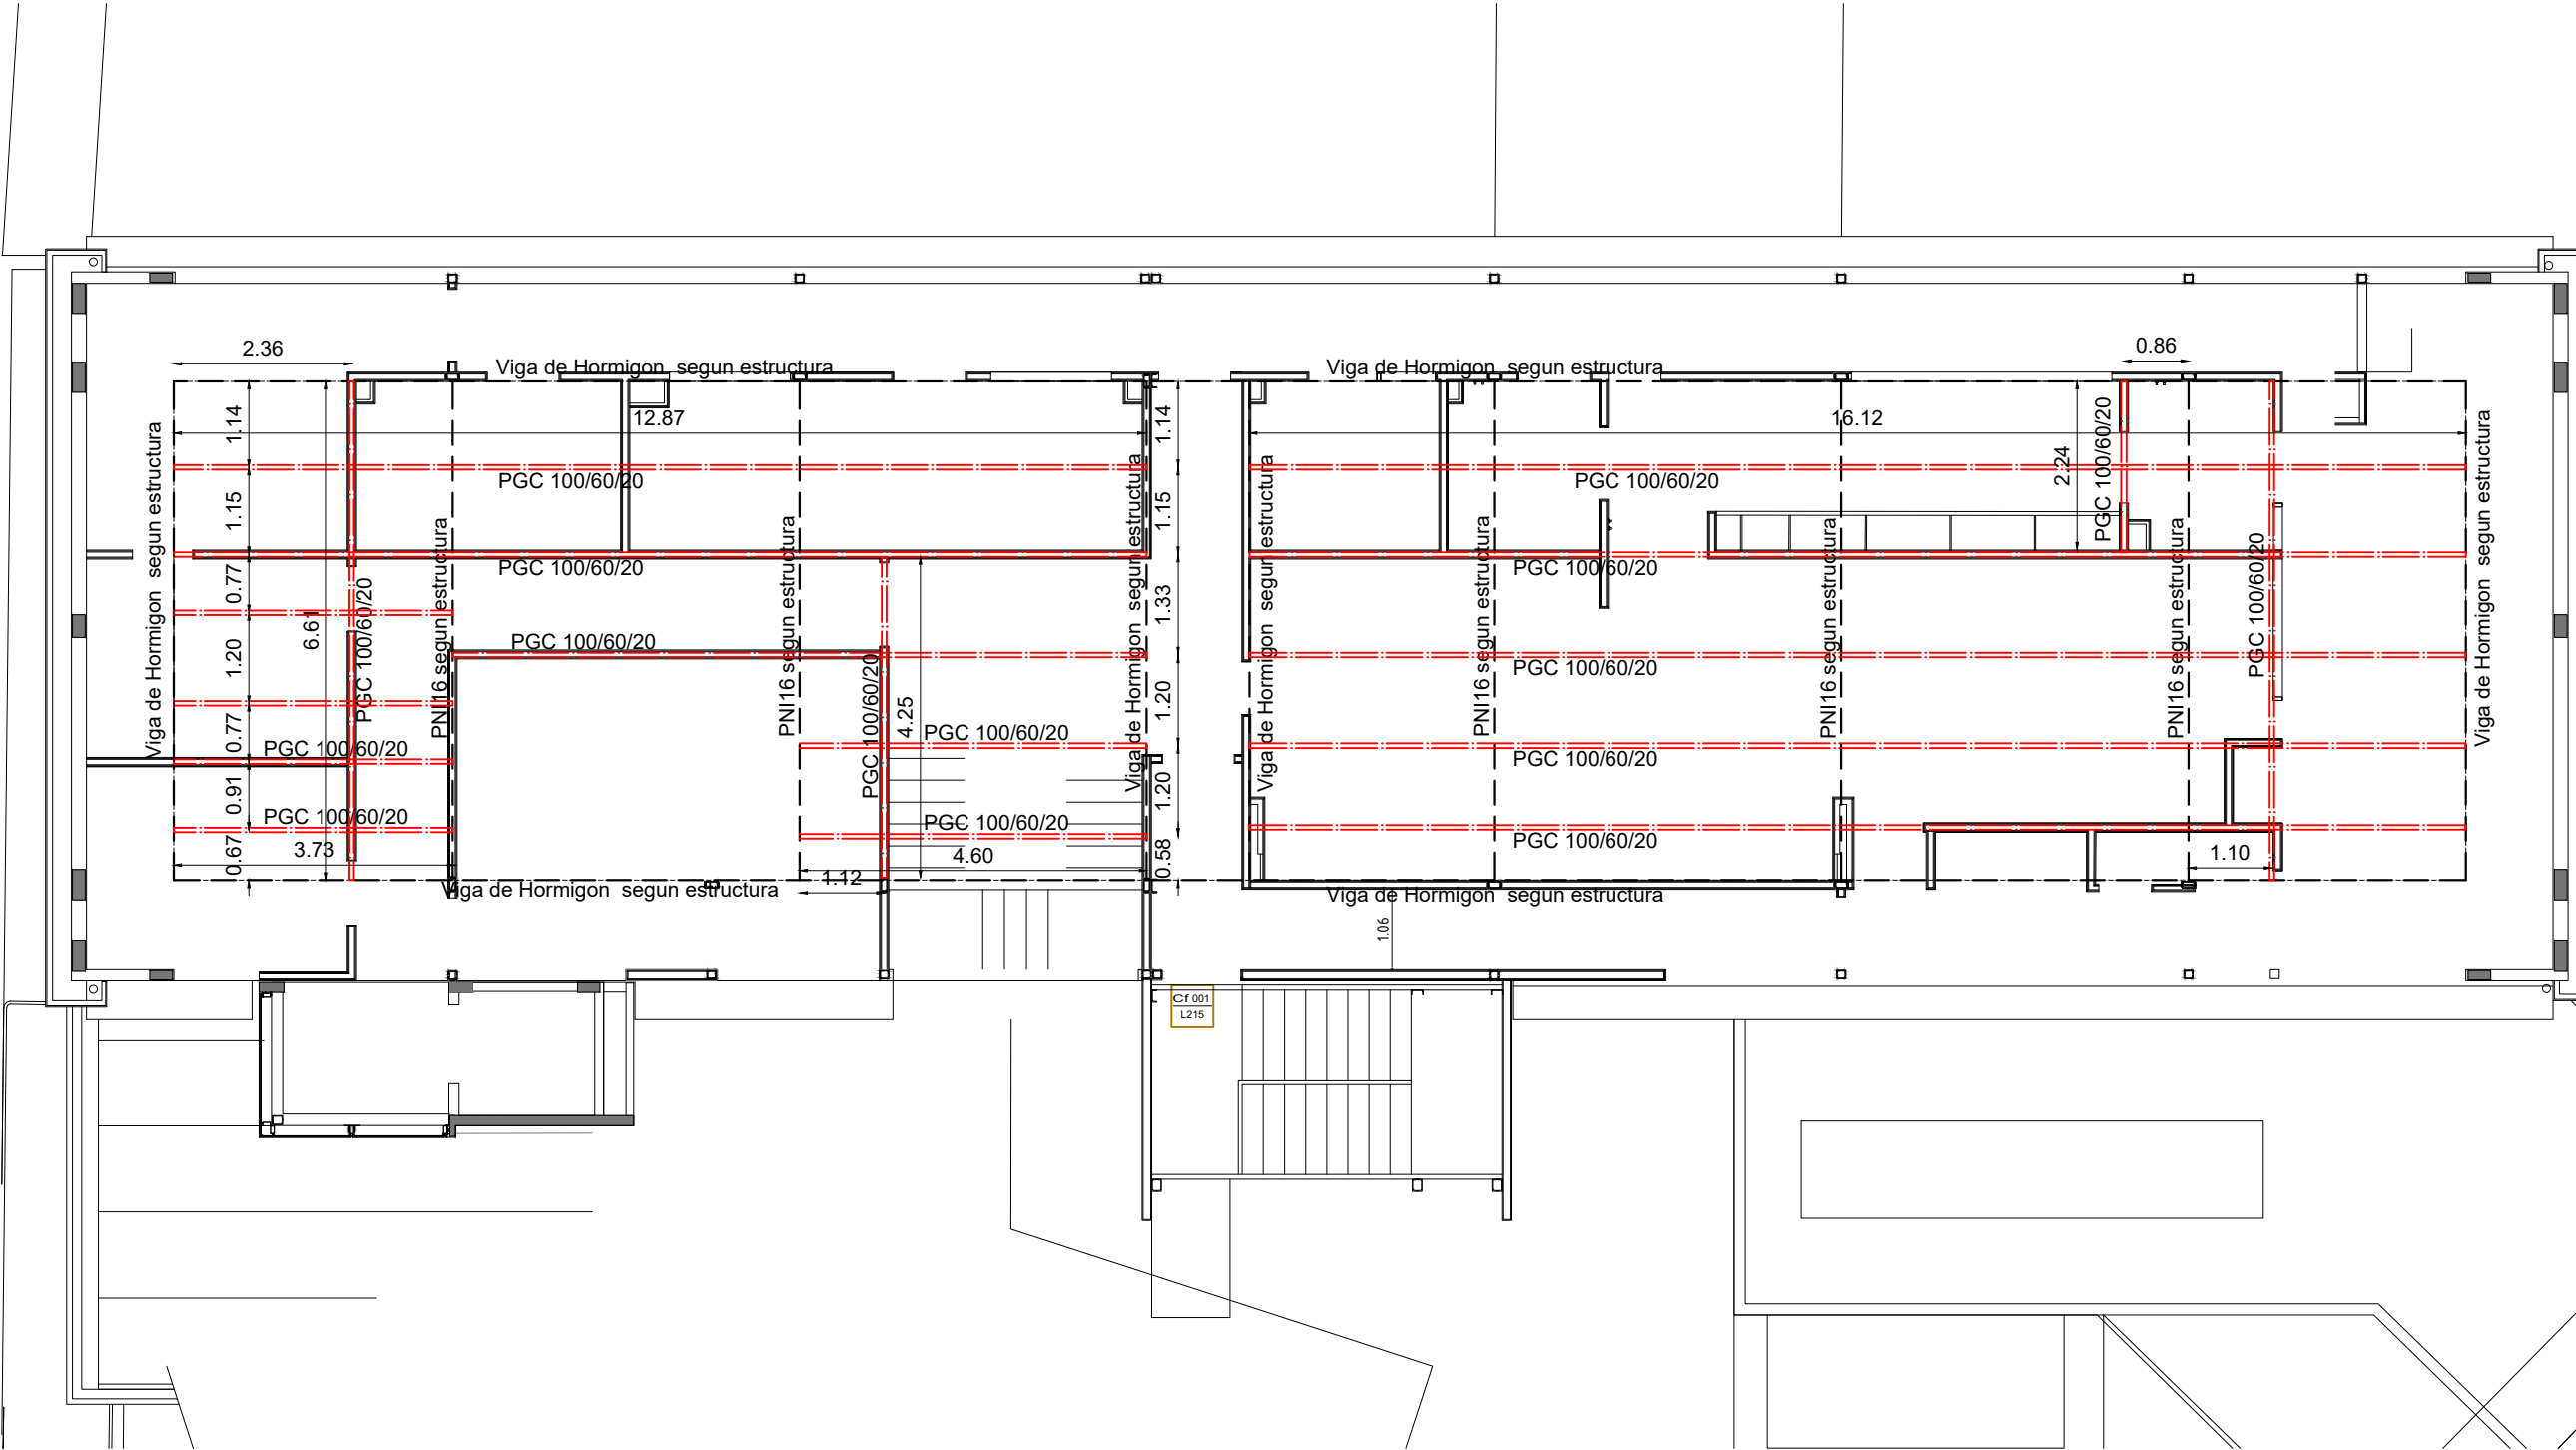 2.36
0.86
Viga de Hormigon segun estructura
Viga de Hormigon segun estructura
1.14
12.87
1.14
16.12
PGC 100/60/20
2.24
Viga de Hormigon segun estructura
PGC 100/60/20
PGC 100/60/20
Viga de Hormigon segun estructura
1.15
1.15
Viga de Hormigon segun estructura
Viga de Hormigon segun estructura
Viga de Hormigon segun estructura
PGC 100/60/20
PGC 100/60/20
0.77
1.33
6.61
PGC 100/60/20
PNI16 segun estructura
PGC 100/60/20
PNI16 segun estructura
PNI16 segun estructura
PNI16 segun estructura
PNI16 segun estructura
PGC 100/60/20
1.20
PGC 100/60/20
PGC 100/60/20
4.25
1.20
0.77
PGC 100/60/20
PGC 100/60/20
PGC 100/60/20
0.91
1.20
PGC 100/60/20
PGC 100/60/20
PGC 100/60/20
0.67
3.73
4.60
0.58
1.10
1.12
Viga de Hormigon segun estructura
Viga de Hormigon segun estructura
1.06
Cf 001
L215